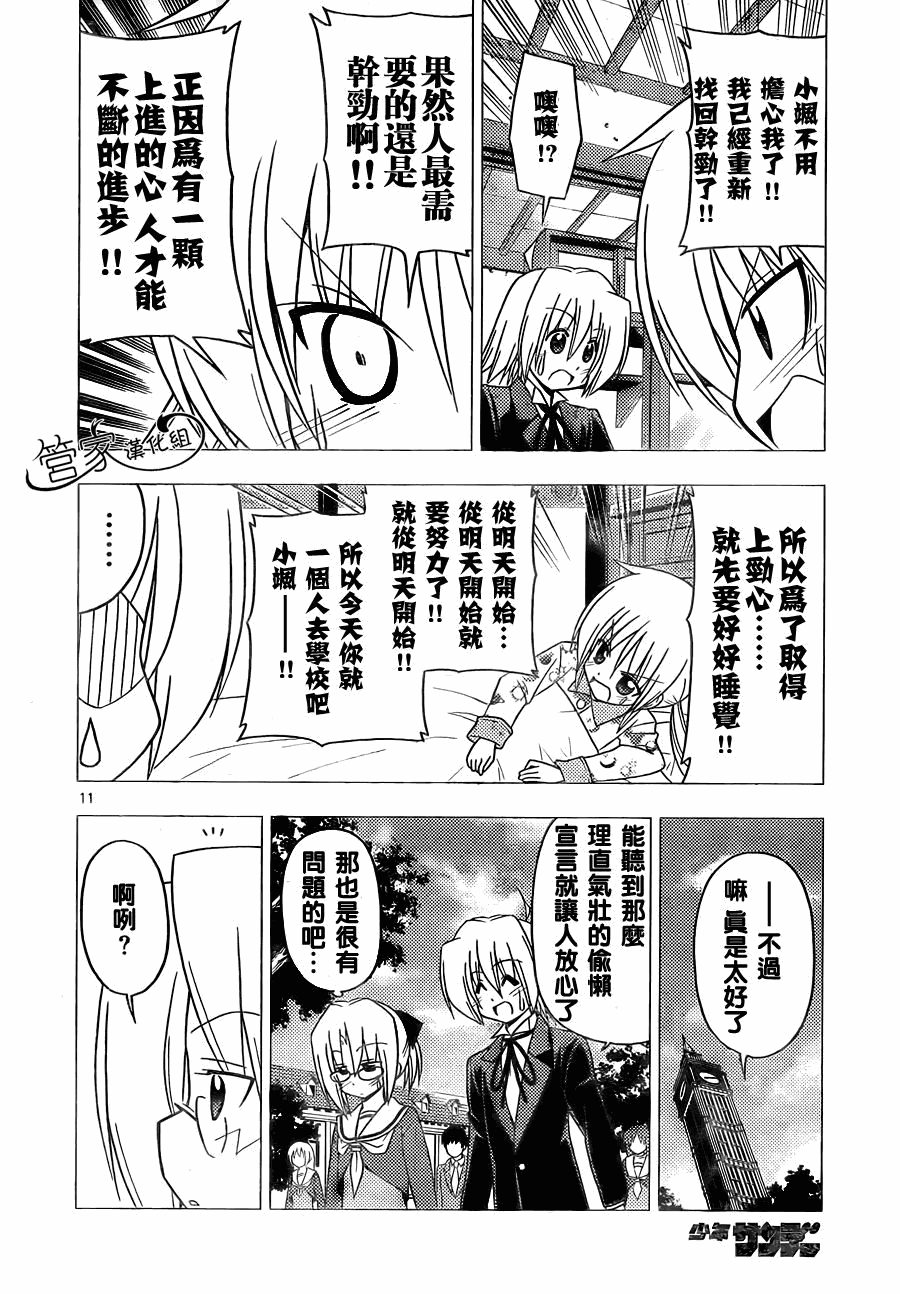 小颯不用
擔心我了!!
我已經重新
找回幹勁了!!
噢噢!?
果然人最需
要的還是
幹勁啊!!
正因爲有一顆
上進的心人才能
不斷的進步!!
管家漢化組
所以爲了取得
上勁心……
就先要好好睡覺!!
從明天開始…
從明天開始就
要努力了!!
就從明天開始!!
所以今天你就
一個人去學校吧
小颯——!!
……
11
——不過
嘛 眞是太好了
能聽到那麼
理直氣壯的偷懶
宣言就讓人放心了
那也是很有
問題的吧…
啊咧?
少年サンデー